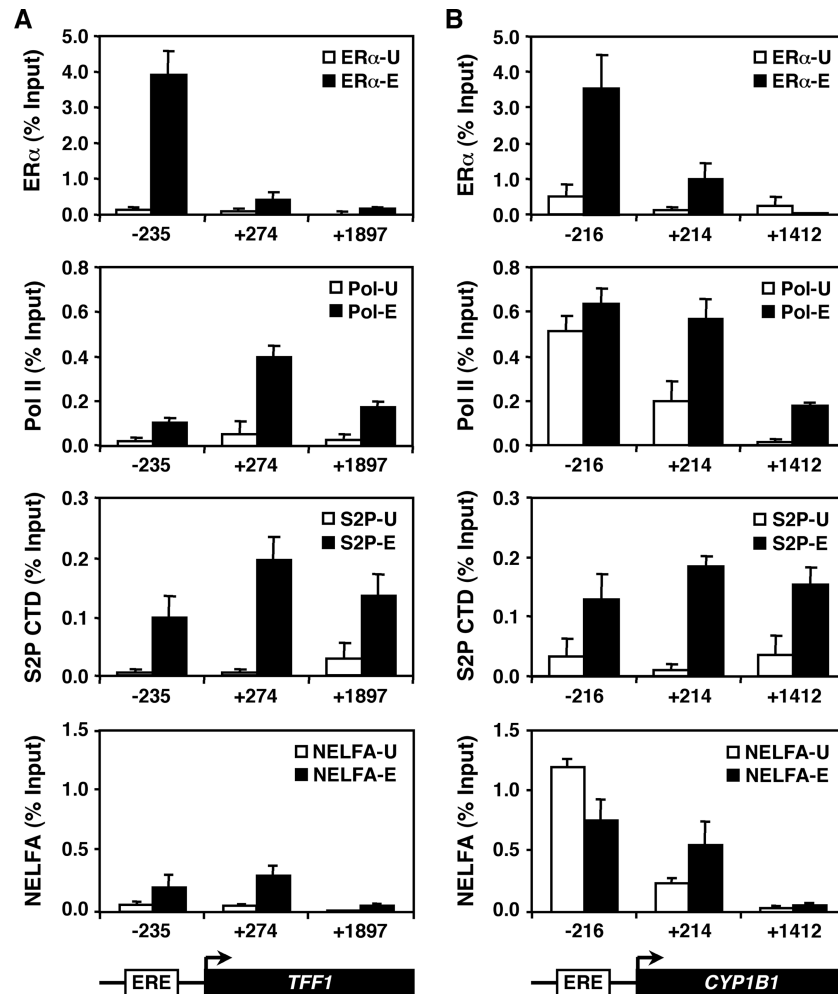 A
ERα (% Input)
5.0
4.0
3.0
2.0
1.0
0.0
ERα-U
ERα-E
-235 +274 +1897
Pol II (% Input)
0.8
0.6
0.4
0.2
0.0
Pol-U
Pol-E
-235 +274 +1897
S2P CTD (% Input)
0.3
0.2
0.1
0.0
S2P-U
S2P-E
-235 +274 +1897
NELFA (% Input)
1.5
1.0
0.5
0.0
NELFA-U
NELFA-E
-235 +274 +1897
ERE TFF1
B
ERα (% Input)
5.0
4.0
3.0
2.0
1.0
0.0
ERα-U
ERα-E
-216 +214 +1412
Pol II (% Input)
0.8
0.6
0.4
0.2
0.0
Pol-U
Pol-E
-216 +214 +1412
S2P CTD (% Input)
0.3
0.2
0.1
0.0
S2P-U
S2P-E
-216 +214 +1412
NELFA (% Input)
1.5
1.0
0.5
0.0
NELFA-U
NELFA-E
-216 +214 +1412
ERE CYP1B1